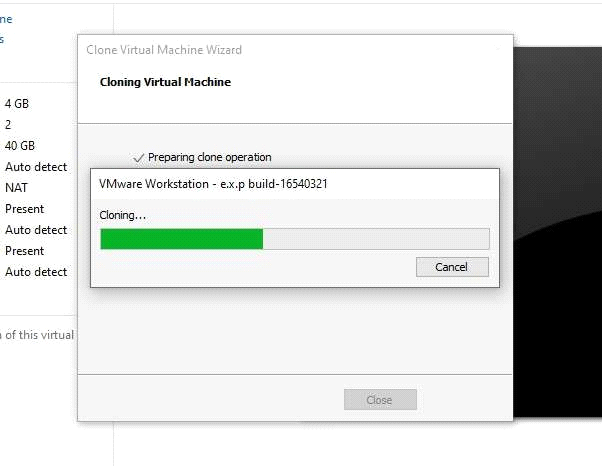 ne
s
4 GB
2
40 GB
Auto detect
NAT
Present
Auto detect
Present
Auto detect
of this virtual
Clone Virtual Machine Wizard
Cloning Virtual Machine
Preparing clone operation
VMware Workstation - e.x.p build-16540321
Cloning...
Cancel
Close